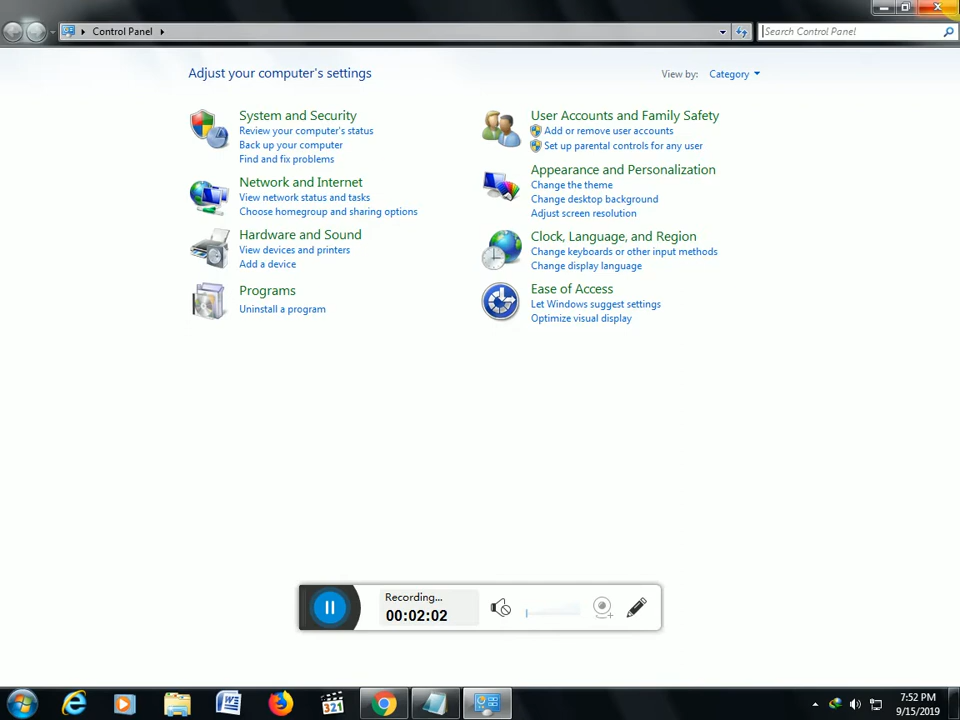 Control Panel
Search Control Panel
Adjust your computer's settings
View by: Category
System and Security
Review your computer's status
Back up your computer
Find and fix problems
Network and Internet
View network status and tasks
Choose homegroup and sharing options
Hardware and Sound
View devices and printers
Add a device
Programs
Uninstall a program
User Accounts and Family Safety
Add or remove user accounts
Set up parental controls for any user
Appearance and Personalization
Change the theme
Change desktop background
Adjust screen resolution
Clock, Language, and Region
Change keyboards or other input methods
Change display language
Ease of Access
Let Windows suggest settings
Optimize visual display
Recording...
00:02:02
321
7:52 PM
9/15/2019